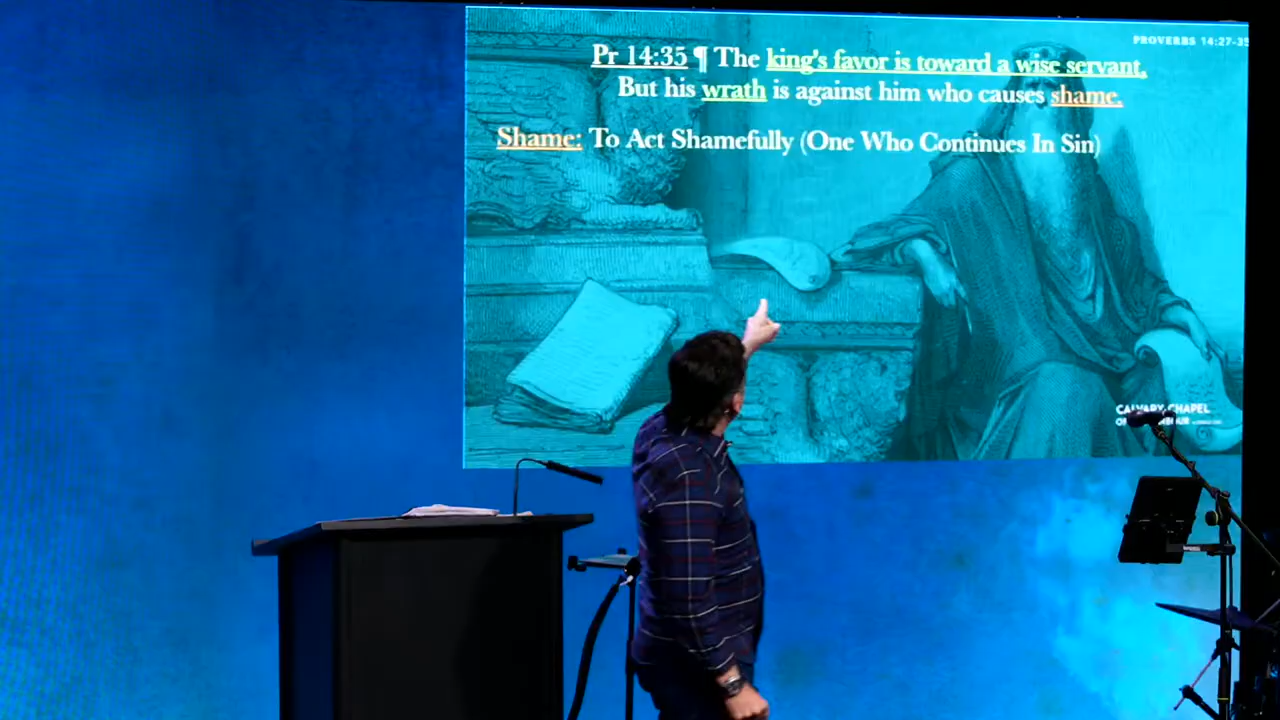 PROVERBS 14:27-35
Pr 14:35 ¶ The king's favor is toward a wise servant,
But his wrath is against him who causes shame.
Shame: To Act Shamefully (One Who Continues In Sin)
CALVARY CHAPEL